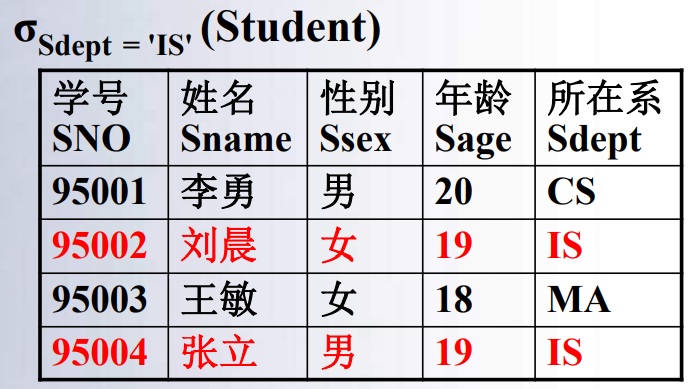 σSdept = 'IS' (Student)
学号 姓名 性别 年龄 所在系
SNO Sname Ssex Sage Sdept
95001 李勇 男 20 CS
95002 刘晨 女 19 IS
95003 王敏 女 18 MA
95004 张立 男 19 IS